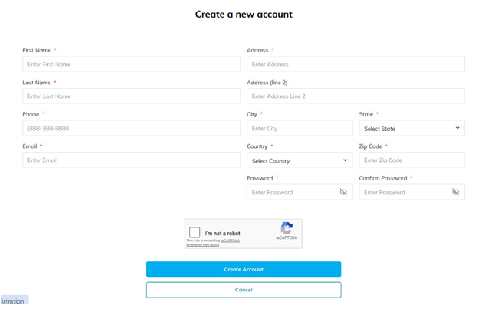 Create a new account
First Name *
Enter First Name
Last Name *
Enter Last Name
Phone *
(888) 888-8888
Email *
Enter Email
Address *
Enter Address
Address (line 2)
Enter Address Line 2
City *
Enter City
State *
Select State
Country *
Select Country
Zip Code *
Enter Zip Code
Password *
Enter Password
Confirm Password *
Enter Password
I'm not a robot
reCAPTCHA
Create Account
Cancel
istration